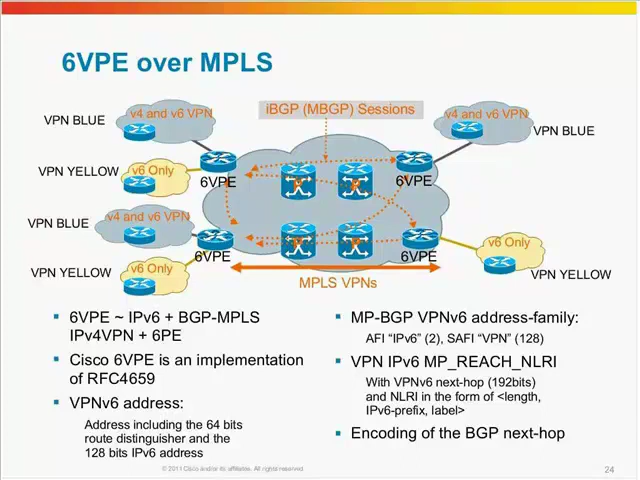 6VPE over MPLS
iBGP (MBGP) Sessions
v4 and v6 VPN
VPN BLUE
v4 and v6 VPN
VPN BLUE
VPN YELLOW
v6 Only
6VPE
6VPE
P
P
VPN BLUE
v4 and v6 VPN
P
P
6VPE
6VPE
v6 Only
VPN YELLOW
v6 Only
VPN YELLOW
MPLS VPNs
6VPE ~ IPv6 + BGP-MPLS
IPv4VPN + 6PE
Cisco 6VPE is an implementation
of RFC4659
VPNv6 address:
Address including the 64 bits
route distinguisher and the
128 bits IPv6 address
MP-BGP VPNv6 address-family:
AFI “IPv6” (2), SAFI “VPN” (128)
VPN IPv6 MP_REACH_NLRI
With VPNv6 next-hop (192bits)
and NLRI in the form of <length,
IPv6-prefix, label>
Encoding of the BGP next-hop
© 2011 Cisco and/or its affiliates. All rights reserved.
24